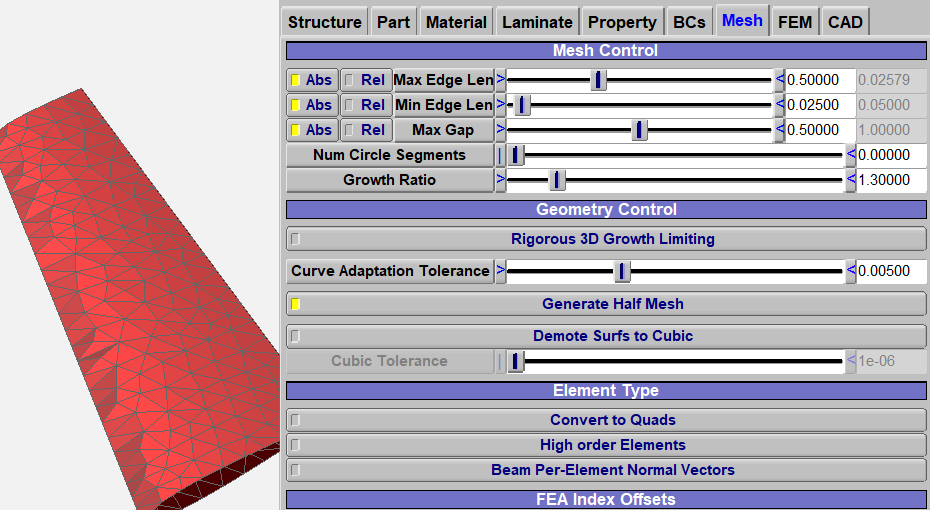 Structure Part Material Laminate Property BCs Mesh FEM CAD
Mesh Control
Abs Rel Max Edge Len > < 0.50000 0.02579
Abs Rel Min Edge Len > < 0.02500 0.05000
Abs Rel Max Gap > < 0.50000 1.00000
Num Circle Segments | < 0.00000
Growth Ratio > < 1.30000
Geometry Control
Rigorous 3D Growth Limiting
Curve Adaptation Tolerance > < 0.00500
Generate Half Mesh
Demote Surfs to Cubic
Cubic Tolerance | < 1e-06
Element Type
Convert to Quads
High order Elements
Beam Per-Element Normal Vectors
FEA Index Offsets